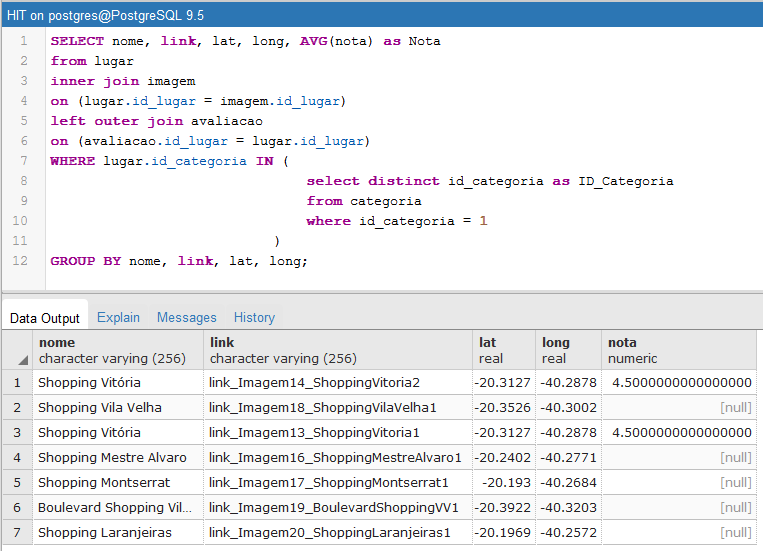 HIT on postgres@PostgreSQL 9.5
1 SELECT nome, link, lat, long, AVG(nota) as Nota
2 from lugar
3 inner join imagem
4 on (lugar.id_lugar = imagem.id_lugar)
5 left outer join avaliacao
6 on (avaliacao.id_lugar = lugar.id_lugar)
7 WHERE lugar.id_categoria IN (
8 select distinct id_categoria as ID_Categoria
9 from categoria
10 where id_categoria = 1
11 )
12 GROUP BY nome, link, lat, long;
Data Output Explain Messages History
nome link lat long nota
character varying (256) character varying (256) real real numeric
1 Shopping Vitória link_Imagem14_ShoppingVitoria2 -20.3127 -40.2878 4.5000000000000000
2 Shopping Vila Velha link_Imagem18_ShoppingVilaVelha1 -20.3526 -40.3002 [null]
3 Shopping Vitória link_Imagem13_ShoppingVitoria1 -20.3127 -40.2878 4.5000000000000000
4 Shopping Mestre Alvaro link_Imagem16_ShoppingMestreAlvaro1 -20.2402 -40.2771 [null]
5 Shopping Montserrat link_Imagem17_ShoppingMontserrat1 -20.193 -40.2684 [null]
6 Boulevard Shopping Vil... link_Imagem19_BoulevardShoppingVV1 -20.3922 -40.3203 [null]
7 Shopping Laranjeiras link_Imagem20_ShoppingLaranjeiras1 -20.1969 -40.2572 [null]